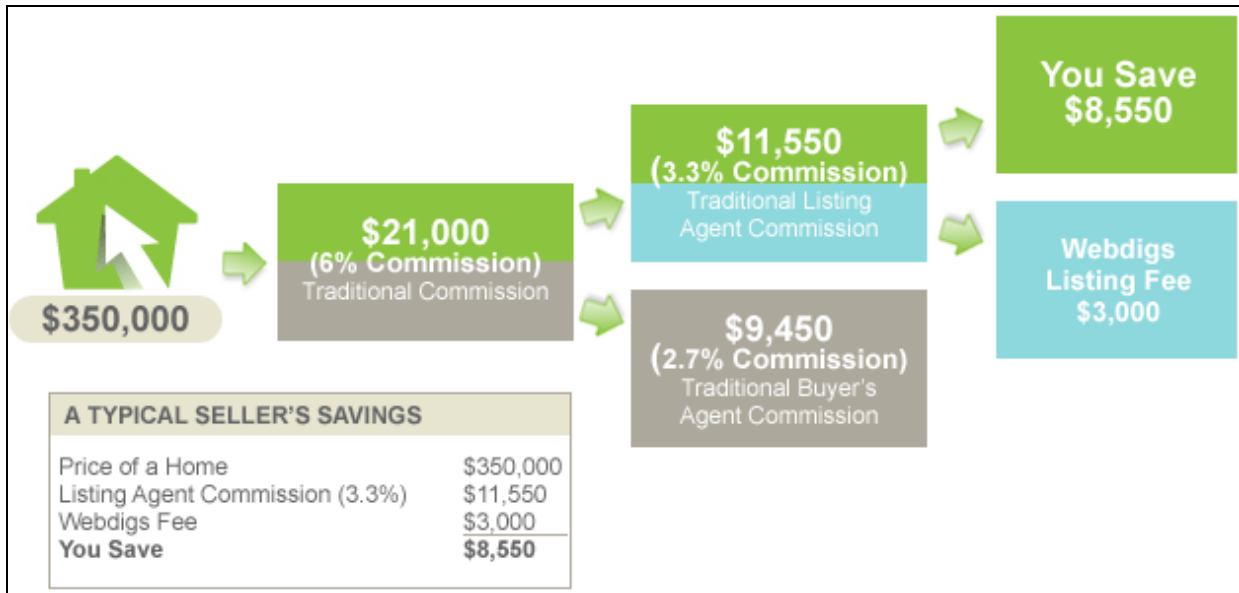 $350,000
$21,000
(6% Commission)
Traditional Commission
$11,550
(3.3% Commission)
Traditional Listing
Agent Commission
$9,450
(2.7% Commission)
Traditional Buyer's
Agent Commission
You Save
$8,550
Webdigs
Listing Fee
$3,000
A TYPICAL SELLER'S SAVINGS
Price of a Home $350,000
Listing Agent Commission (3.3%) $11,550
Webdigs Fee $3,000
You Save $8,550